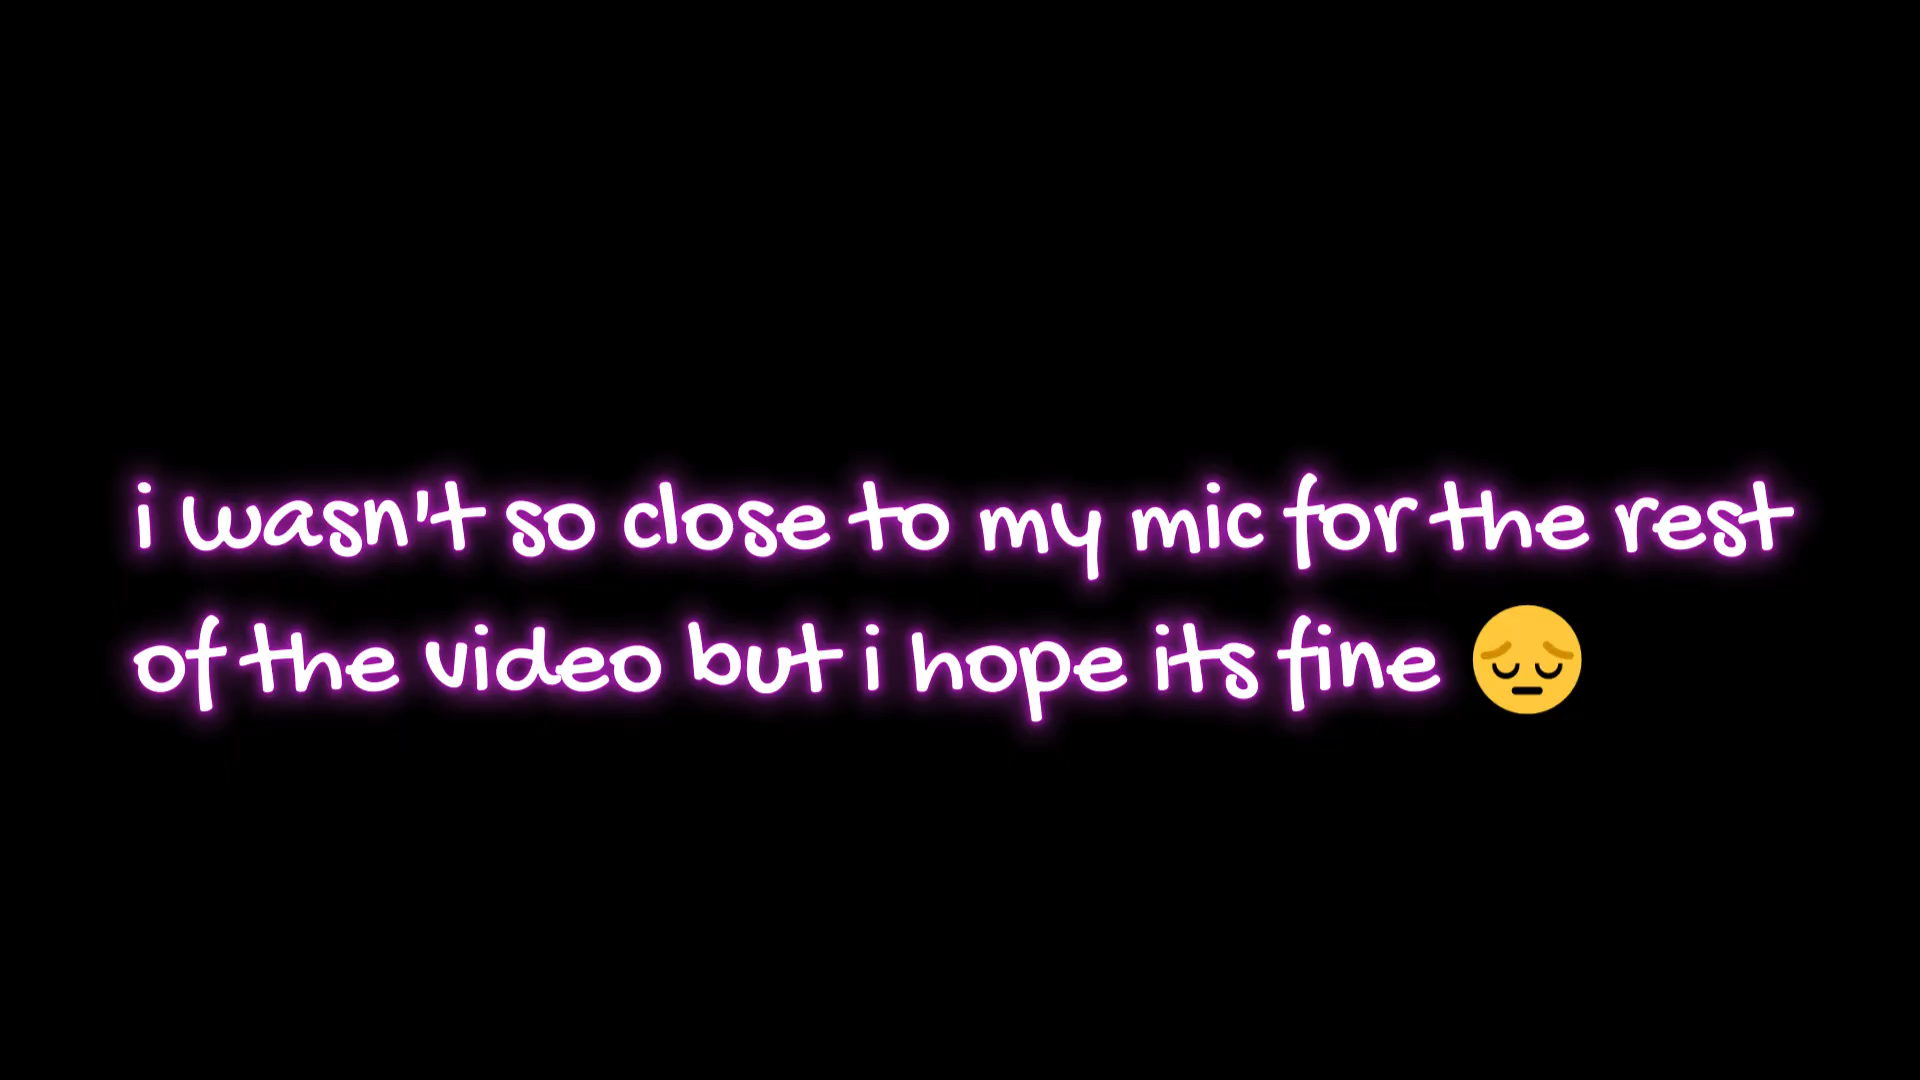 i wasn't so close to my mic for the rest
of the video but i hope its fine 😔